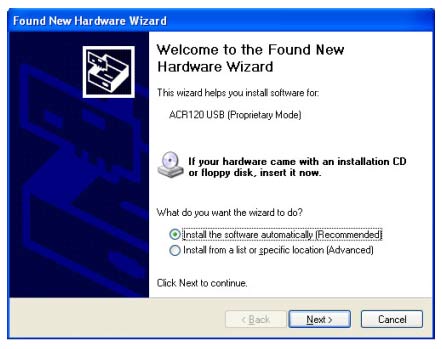 Found New Hardware Wizard
Welcome to the Found New
Hardware Wizard
This wizard helps you install software for:
ACR120 USB (Proprietary Mode)
If your hardware came with an installation CD
or floppy disk, insert it now.
What do you want the wizard to do?
Install the software automatically (Recommended)
Install from a list or specific location (Advanced)
Click Next to continue.
< Back Next > Cancel